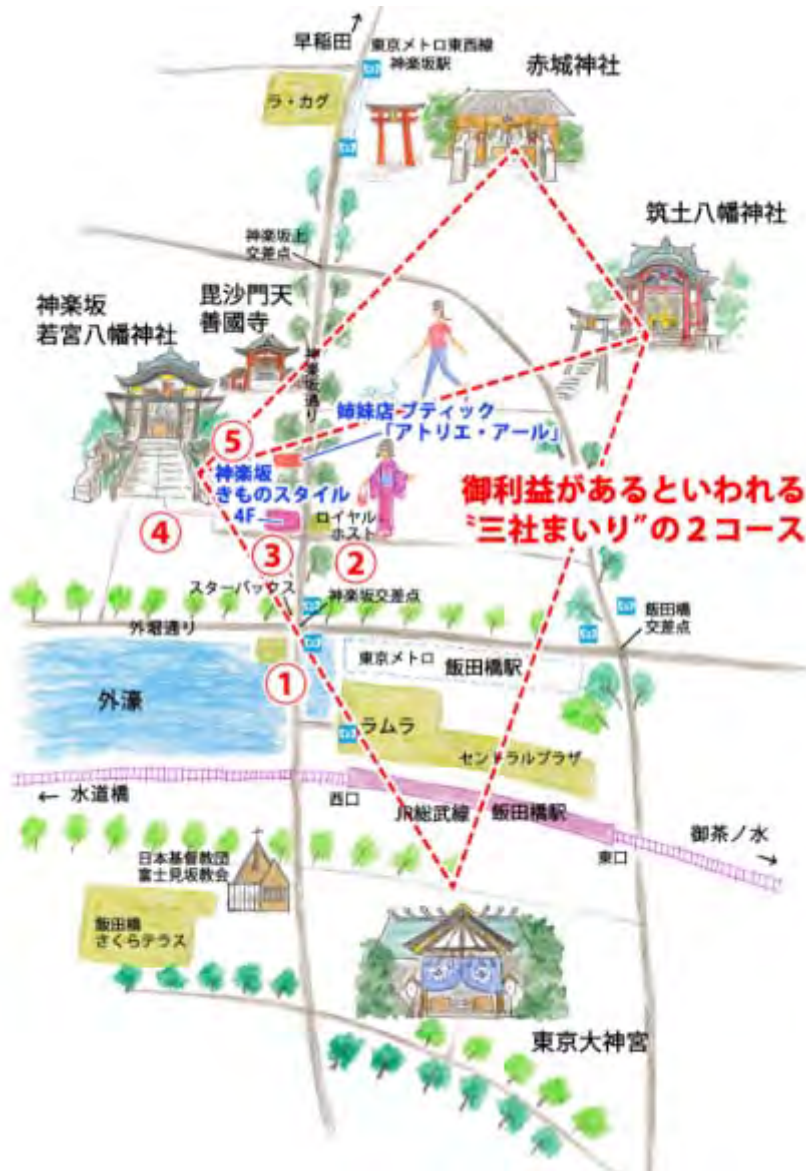 早稲田
東京メトロ東西線
神楽坂駅
赤城神社
ラ・カグ
筑土八幡神社
神楽坂上
交差点
神楽坂
若宮八幡神社
毘沙門天
善國寺
神楽坂通り
姉妹店 ブティック
「アトリエ・アール」
⑤
神楽坂
きものスタイル
4F
御利益があるといわれる
“三社まいり”の2コース
④
ロイヤル
ホスト
③
②
スターバックス
神楽坂交差点
飯田橋
交差点
外堀通り
東京メトロ
飯田橋駅
①
外濠
ラムラ
セントラルプラザ
← 水道橋
西口
JR総武線
飯田橋駅
御茶ノ水
東口
日本基督教団
富士見坂教会
飯田橋
さくらテラス
東京大神宮